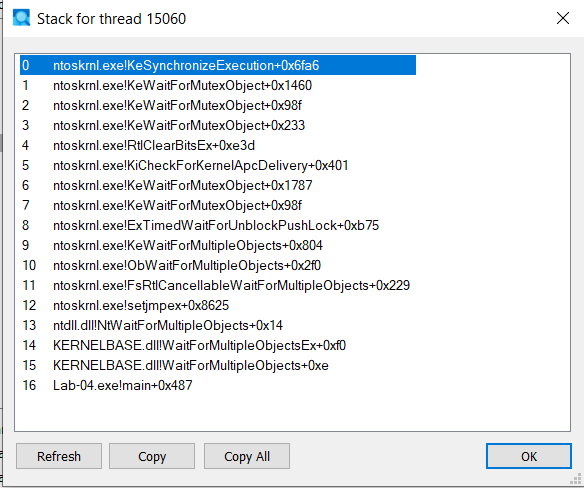 Stack for thread 15060
0 ntoskrnl.exe!KeSynchronizeExecution+0x6fa6
1 ntoskrnl.exe!KeWaitForMutexObject+0x1460
2 ntoskrnl.exe!KeWaitForMutexObject+0x98f
3 ntoskrnl.exe!KeWaitForMutexObject+0x233
4 ntoskrnl.exe!RtlClearBitsEx+0xe3d
5 ntoskrnl.exe!KiCheckForKernelApcDelivery+0x401
6 ntoskrnl.exe!KeWaitForMutexObject+0x1787
7 ntoskrnl.exe!KeWaitForMutexObject+0x98f
8 ntoskrnl.exe!ExTimedWaitForUnblockPushLock+0xb75
9 ntoskrnl.exe!KeWaitForMultipleObjects+0x804
10 ntoskrnl.exe!ObWaitForMultipleObjects+0x2f0
11 ntoskrnl.exe!FsRtlCancellableWaitForMultipleObjects+0x229
12 ntoskrnl.exe!setjmpex+0x8625
13 ntdll.dll!NtWaitForMultipleObjects+0x14
14 KERNELBASE.dll!WaitForMultipleObjectsEx+0xf0
15 KERNELBASE.dll!WaitForMultipleObjects+0xe
16 Lab-04.exe!main+0x487
Refresh Copy Copy All OK